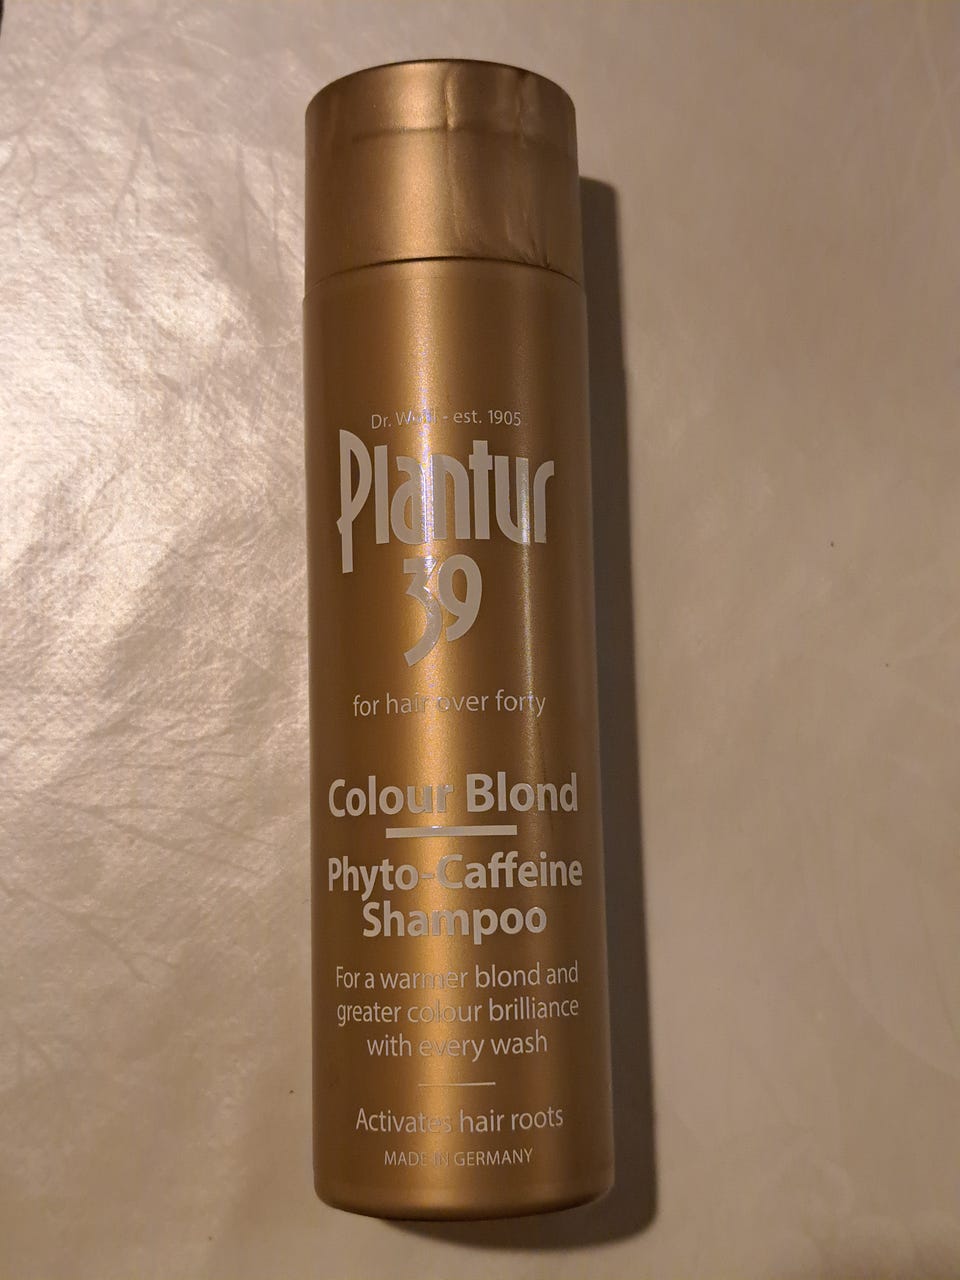 Dr. Wolff - est. 1905
Plantur
39
for hair over forty
Colour Blond
Phyto-Caffeine
Shampoo
For a warmer blond and
greater colour brilliance
with every wash
Activates hair roots
MADE IN GERMANY